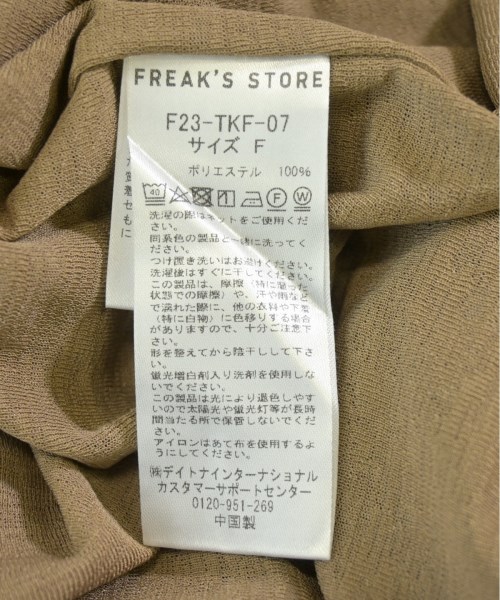 FREAK'S STORE
F23-TKF-07
サイズ F
ポリエステル 100%
40 F W
洗濯の際はネットをご使用くださ
い。
同系色の製品と一緒に洗ってく
ださい。
つけ置き洗いはお避けください。
洗濯後はすぐに干してください。
この製品は、摩擦（特に湿った
状態での摩擦）や、汗や雨など
で濡れた際に、他の衣料や下着
（特に白物）に色移りする場合
がありますので、十分ご注意下
さい。
形を整えてから陰干しして下さ
い。
蛍光増白剤入り洗剤を使用しな
いでください。
この製品は光により退色しやす
いので太陽光や蛍光灯等が長時
間当たる所で保管しないでくだ
さい。
アイロンはあて布を使用するよ
うにしてください。
㈱デイトナインターナショナル
カスタマーサポートセンター
0120-951-269
中国製